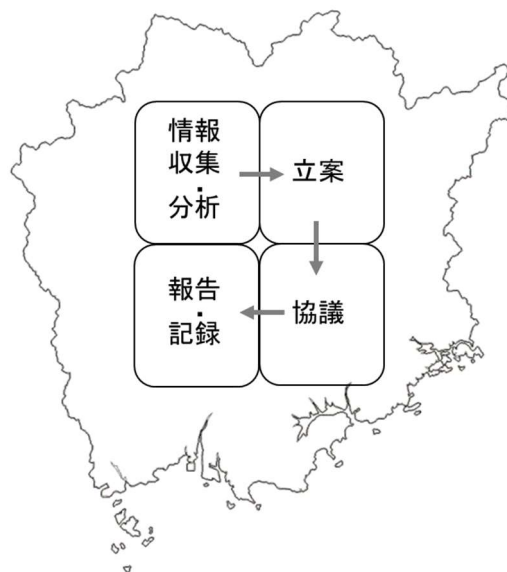 情報
収集
・
分析
立案
協議
報告
・
記録